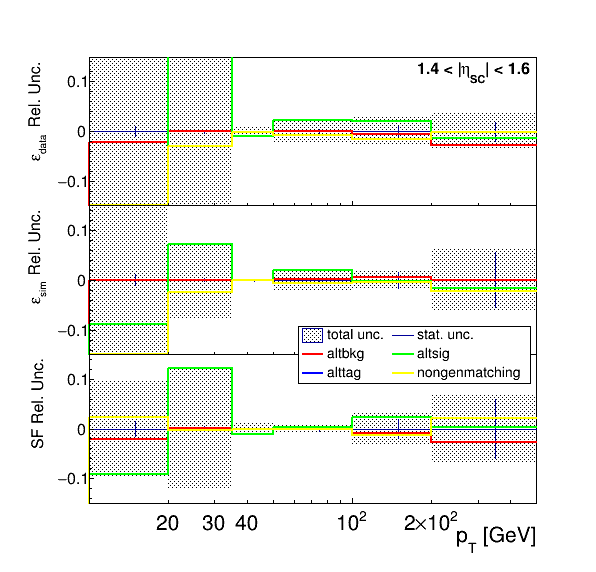 1.4 < |η_SC| < 1.6
ε_data Rel. Unc.
0.1
0
−0.1
ε_sim Rel. Unc.
0.1
0
−0.1
total unc. stat. unc.
altbkg altsig
alttag nongenmatching
SF Rel. Unc.
0.1
0
−0.1
20 30 40 10² 2×10²
p_T [GeV]